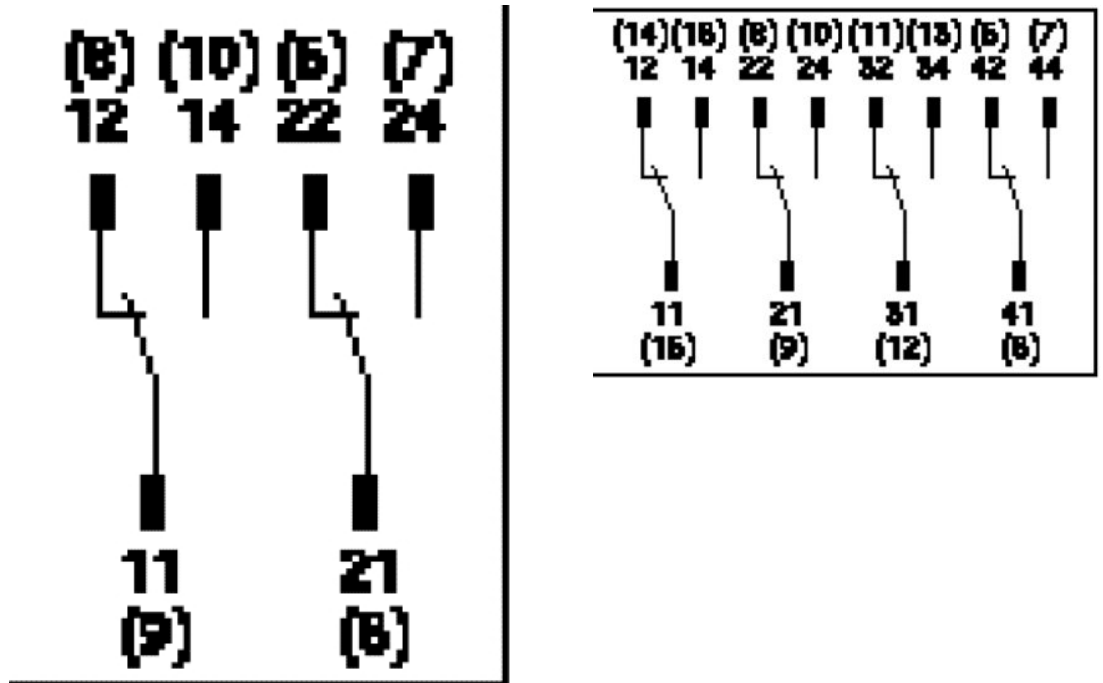 (8) (10) (5) (7)
12 14 22 24
11 21
(9) (6)
(14)(16) (8) (10)(11)(13) (5) (7)
12 14 22 24 32 34 42 44
11 21 31 41
(15) (9) (12) (6)